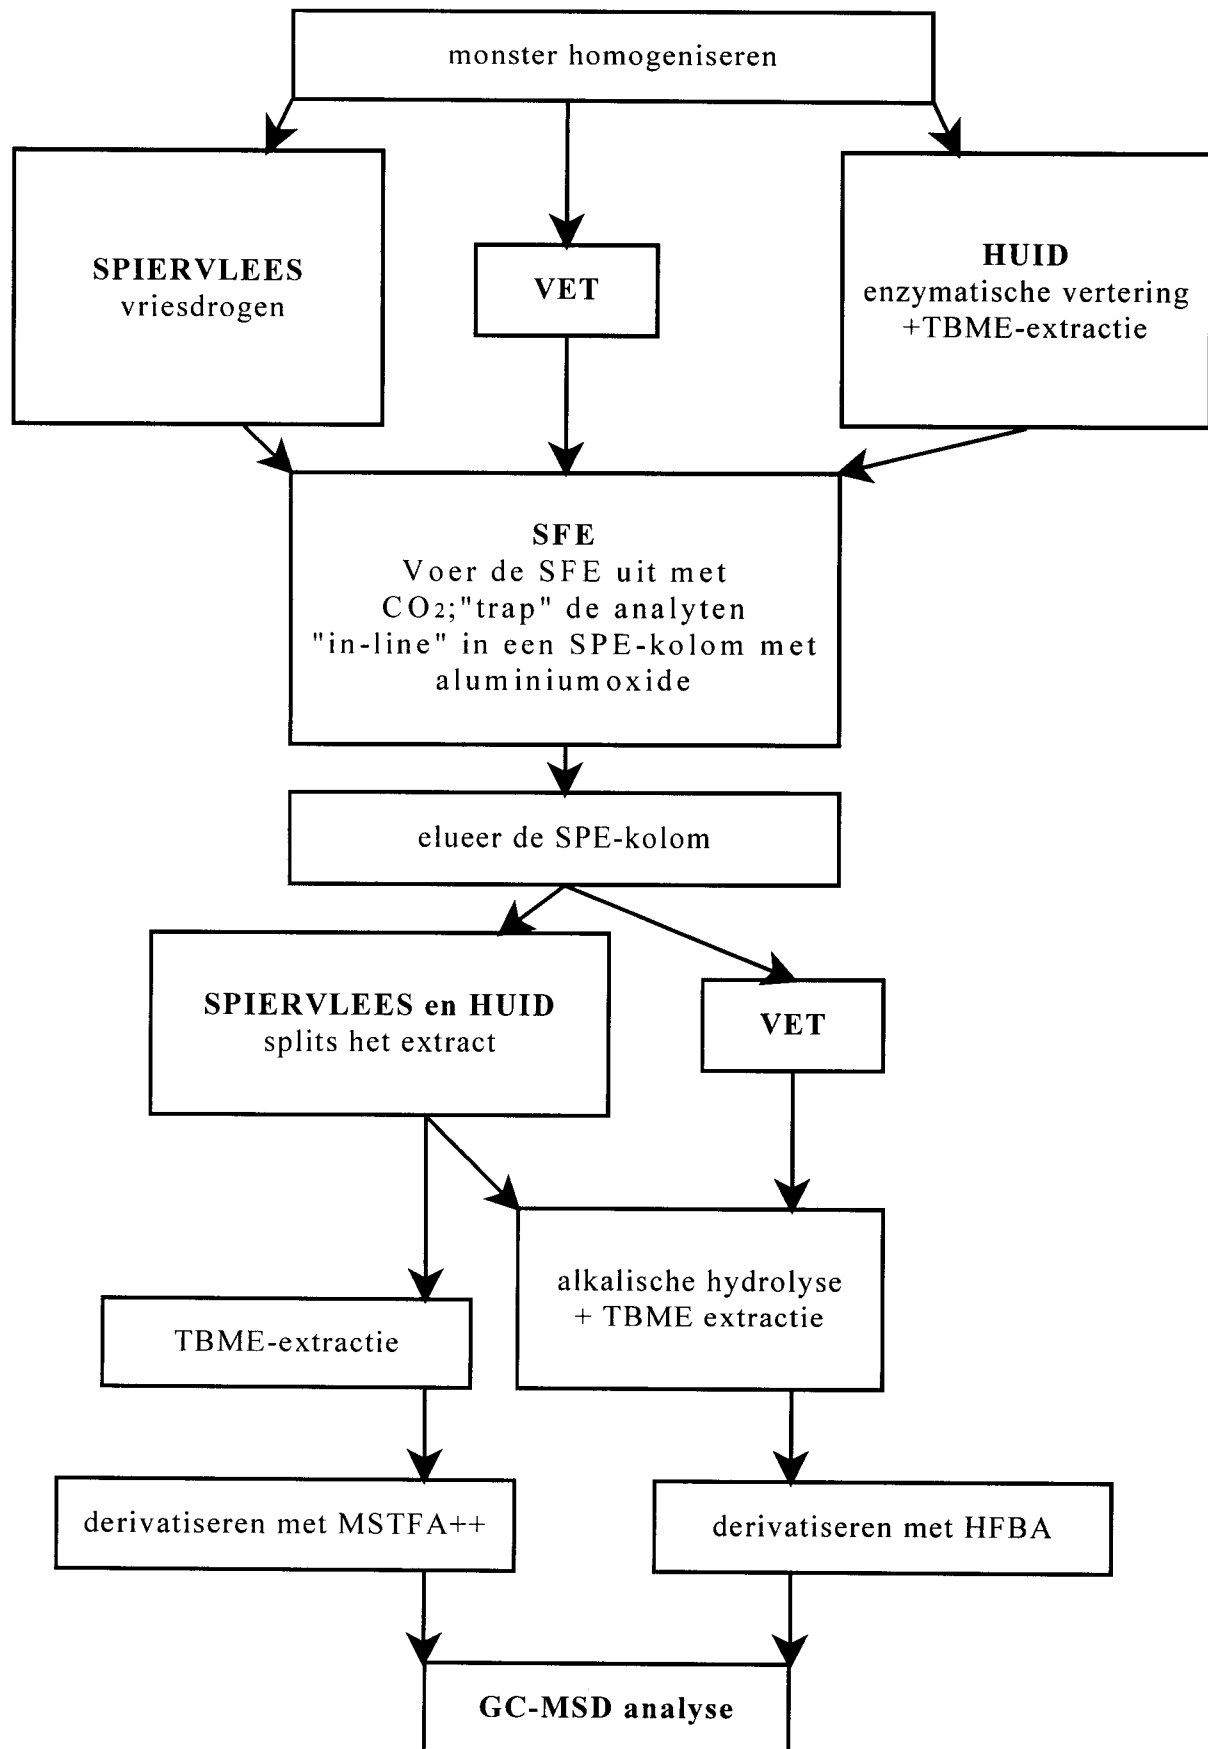 monster homogeniseren
SPIERVLEES
vriesdrogen
VET
HUID
enzymatische vertering
+TBME-extractie
SFE
Voer de SFE uit met
CO2;"trap" de analyten
"in-line" in een SPE-kolom met
aluminiumoxide
elueer de SPE-kolom
SPIERVLEES en HUID
splits het extract
VET
alkalische hydrolyse
+ TBME extractie
TBME-extractie
derivatiseren met MSTFA++
derivatiseren met HFBA
GC-MSD analyse